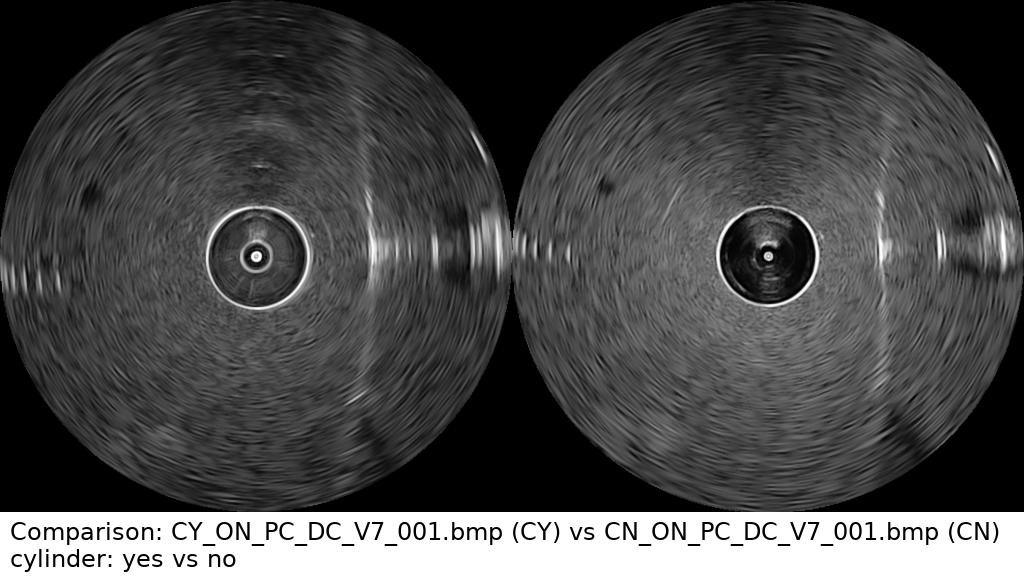 Comparison: CY_ON_PC_DC_V7_001.bmp (CY) vs CN_ON_PC_DC_V7_001.bmp (CN)
cylinder: yes vs no